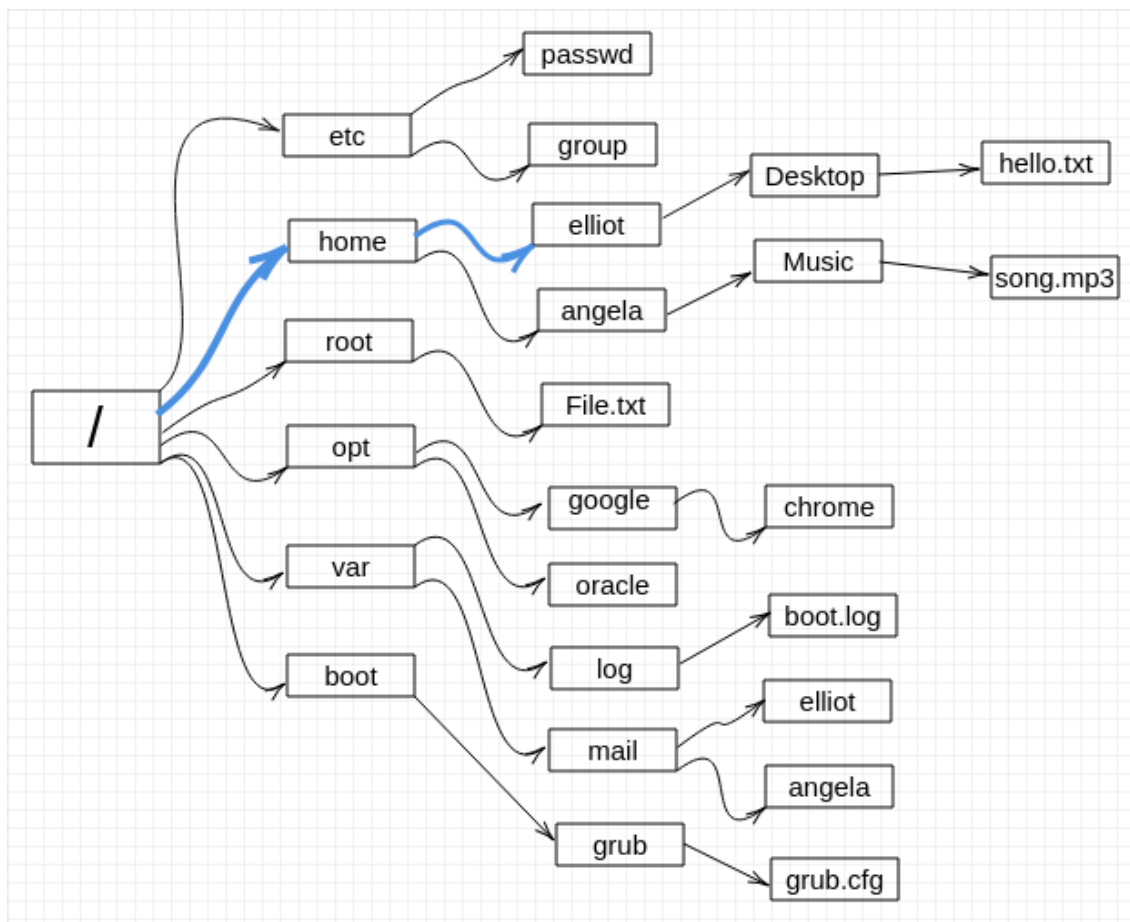 passwd
etc
group
hello.txt
Desktop
elliot
home
Music
song.mp3
angela
root
File.txt
/
opt
google
chrome
var
oracle
boot.log
log
boot
elliot
mail
angela
grub
grub.cfg